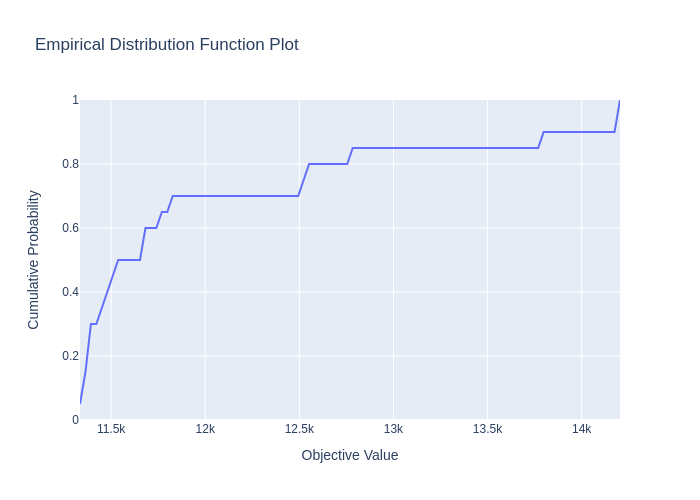 Empirical Distribution Function Plot
1
0.8
0.6
0.4
0.2
0
Cumulative Probability
11.5k 12k 12.5k 13k 13.5k 14k
Objective Value